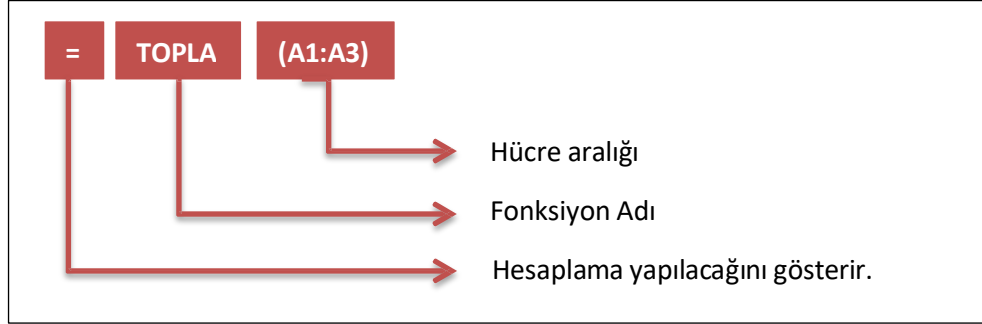 = TOPLA (A1:A3)
Hücre aralığı
Fonksiyon Adı
Hesaplama yapılacağını gösterir.